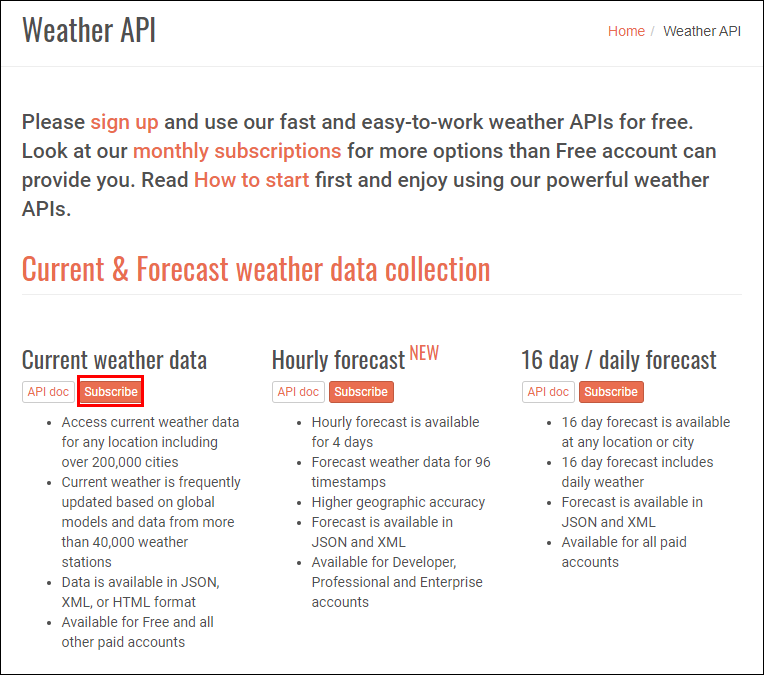 Weather API
Home / Weather API
Please sign up and use our fast and easy-to-work weather APIs for free.
Look at our monthly subscriptions for more options than Free account can
provide you. Read How to start first and enjoy using our powerful weather
APIs.
Current & Forecast weather data collection
Current weather data
API doc Subscribe
• Access current weather data
for any location including
over 200,000 cities
• Current weather is frequently
updated based on global
models and data from more
than 40,000 weather
stations
• Data is available in JSON,
XML, or HTML format
• Available for Free and all
other paid accounts
Hourly forecast NEW
API doc Subscribe
• Hourly forecast is available
for 4 days
• Forecast weather data for 96
timestamps
• Higher geographic accuracy
• Forecast is available in
JSON and XML
• Available for Developer,
Professional and Enterprise
accounts
16 day / daily forecast
API doc Subscribe
• 16 day forecast is available
at any location or city
• 16 day forecast includes
daily weather
• Forecast is available in
JSON and XML
• Available for all paid
accounts